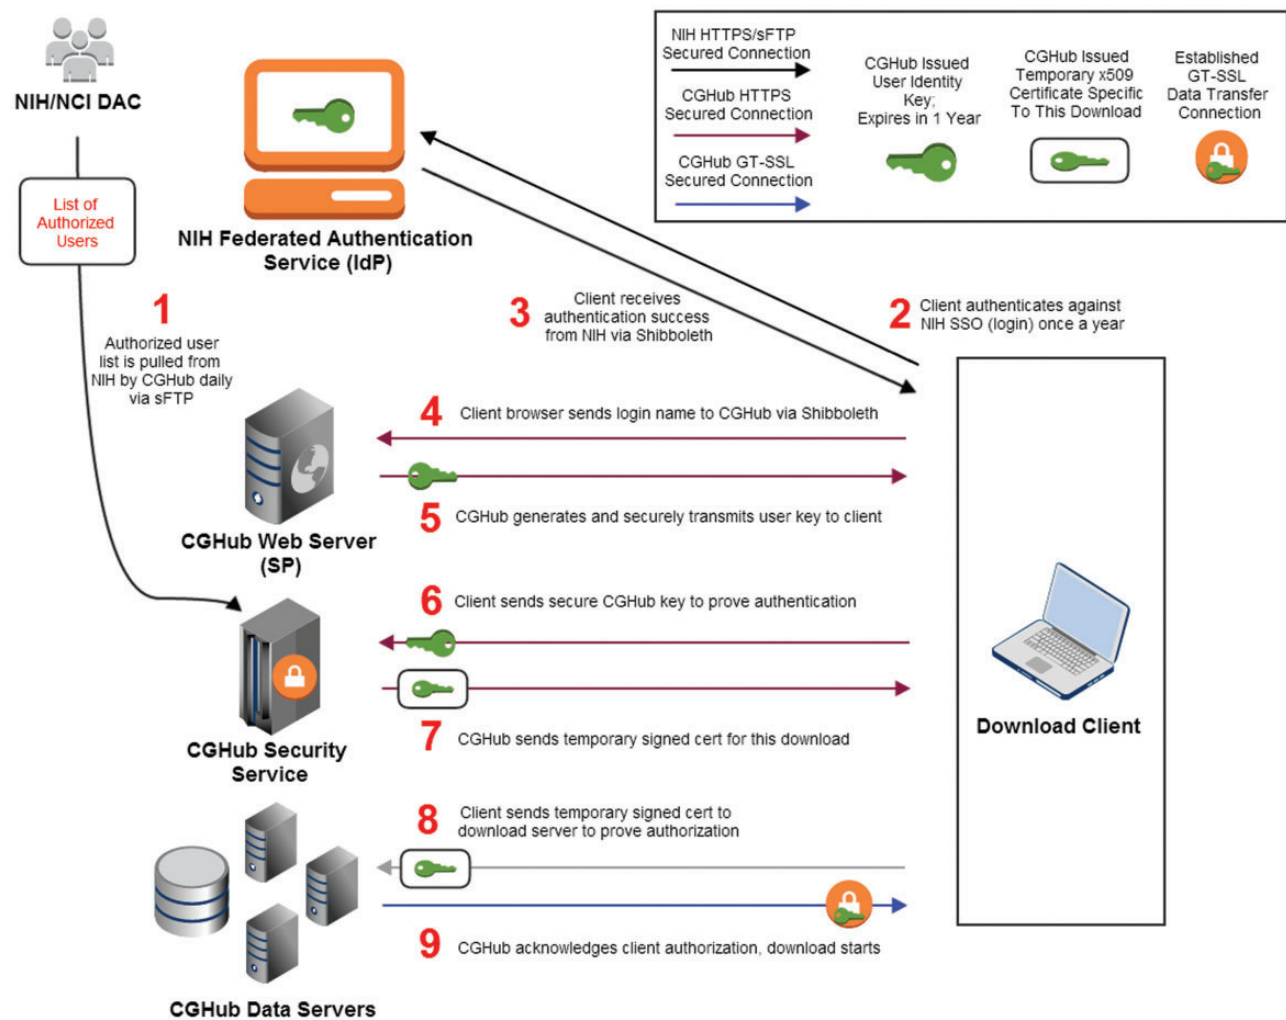 NIH/NCI DAC
List of
Authorized
Users
NIH Federated Authentication
Service (IdP)
NIH HTTPS/sFTP
Secured Connection
CGHub HTTPS
Secured Connection
CGHub GT-SSL
Secured Connection
CGHub Issued
User Identity
Key;
Expires in 1 Year
CGHub Issued
Temporary x509
Certificate Specific
To This Download
Established
GT-SSL
Data Transfer
Connection
1
Authorized user
list is pulled from
NIH by CGHub daily
via sFTP
3
Client receives
authentication success
from NIH via Shibboleth
2
Client authenticates against
NIH SSO (login) once a year
4
Client browser sends login name to CGHub via Shibboleth
5
CGHub generates and securely transmits user key to client
CGHub Web Server
(SP)
6
Client sends secure CGHub key to prove authentication
7
CGHub sends temporary signed cert for this download
CGHub Security
Service
Download Client
8
Client sends temporary signed cert to
download server to prove authorization
9
CGHub acknowledges client authorization, download starts
CGHub Data Servers